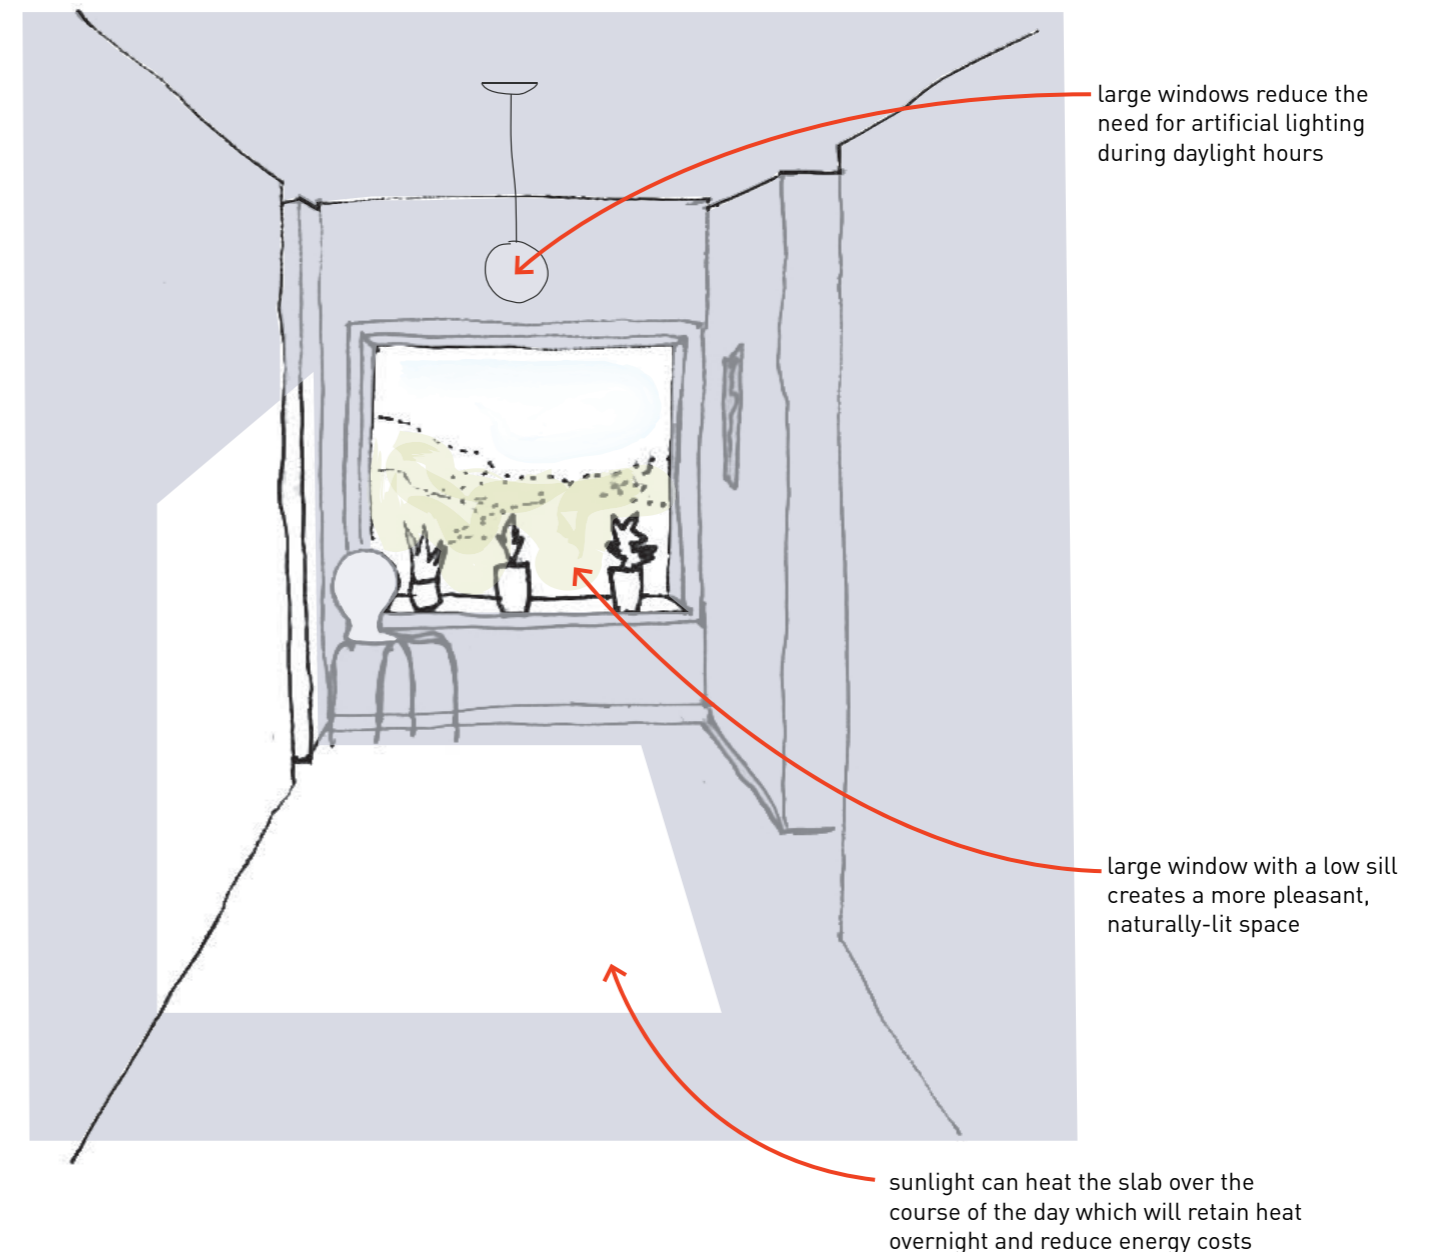 large windows reduce the
need for artificial lighting
during daylight hours
large window with a low sill
creates a more pleasant,
naturally-lit space
sunlight can heat the slab over the
course of the day which will retain heat
overnight and reduce energy costs